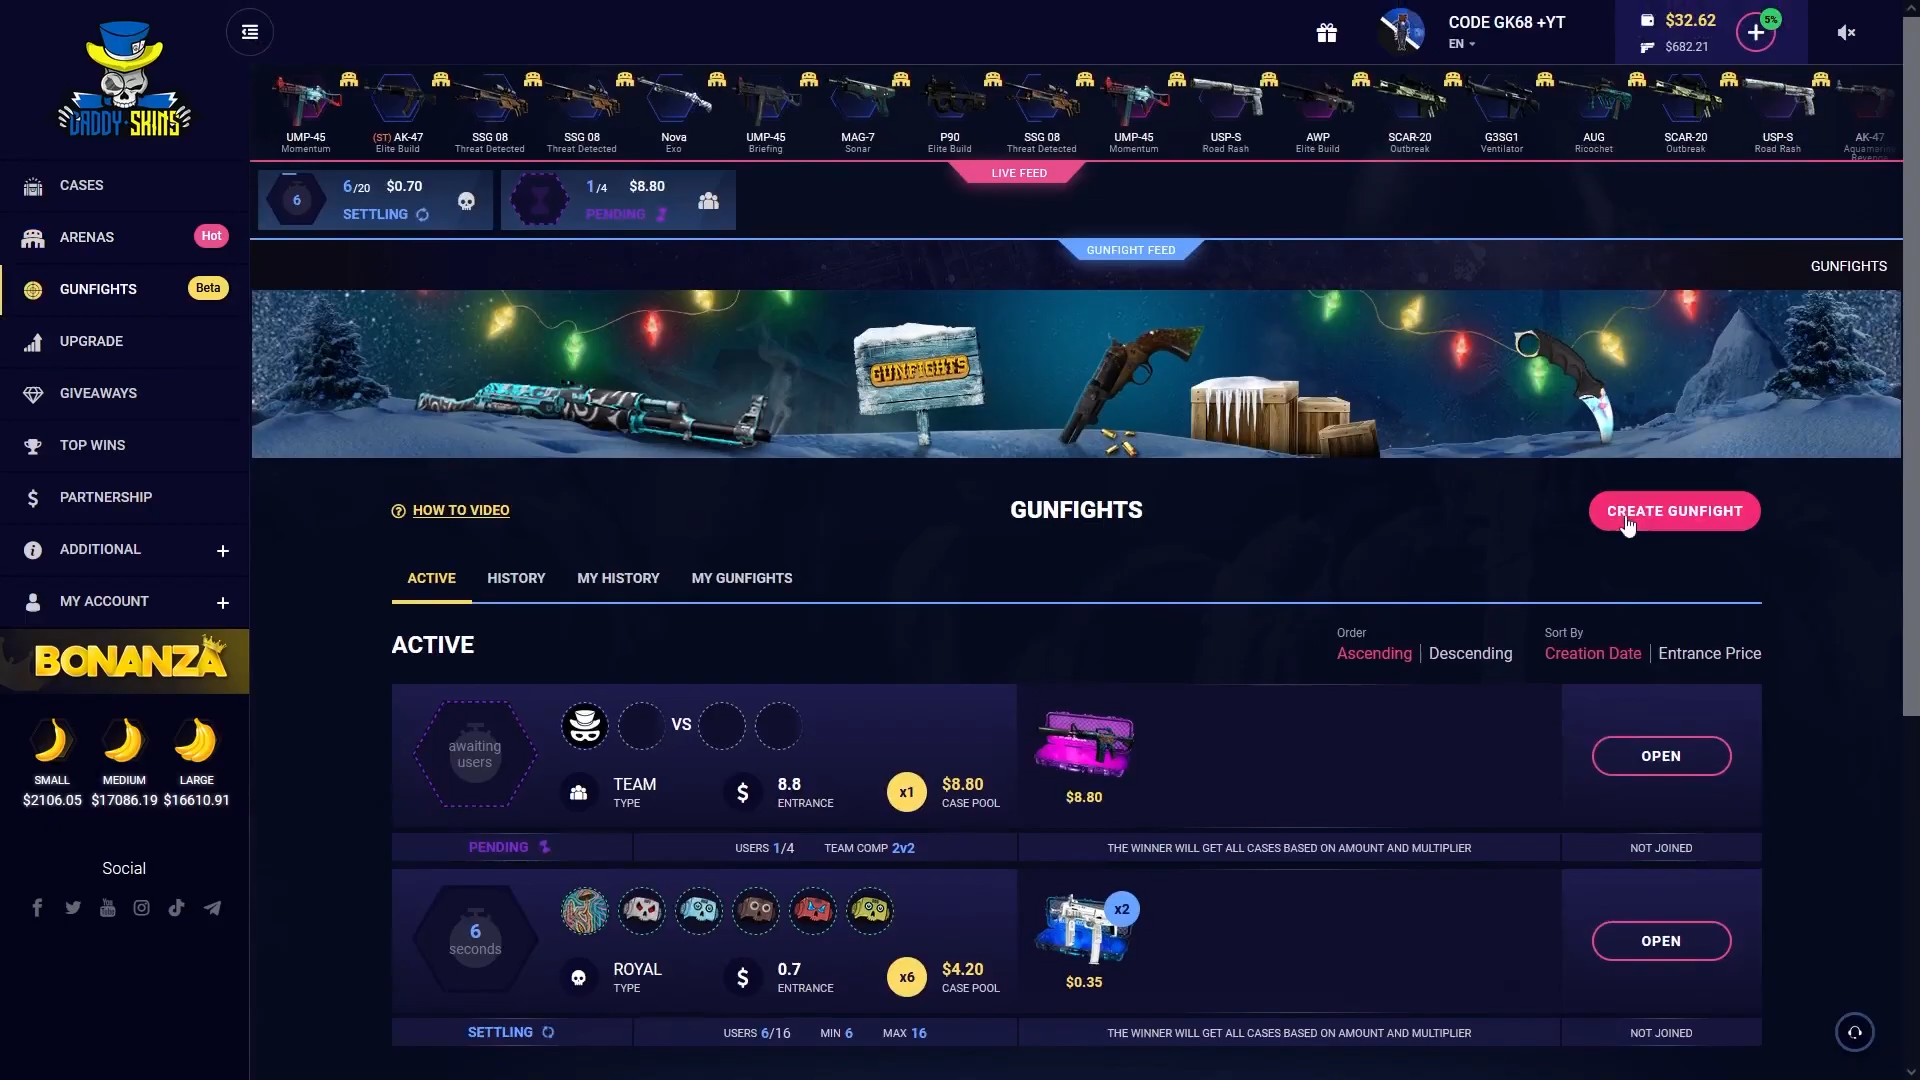 DADDY SKINS
CODE GK68 +YT
EN
$32.62
5%
$682.21
UMP-45
Momentum
(ST) AK-47
Elite Build
SSG 08
Threat Detected
SSG 08
Threat Detected
Nova
Exo
UMP-45
Briefing
MAG-7
Sonar
P90
Elite Build
SSG 08
Threat Detected
UMP-45
Momentum
USP-S
Road Rash
AWP
Elite Build
SCAR-20
Outbreak
G3SG1
Ventilator
AUG
Ricochet
SCAR-20
Outbreak
USP-S
Road Rash
AK-47
Aquamarine
Revenge
LIVE FEED
6
6/20 $0.70
SETTLING
1/4 $8.80
PENDING
GUNFIGHT FEED
GUNFIGHTS
CASES
ARENAS
Hot
GUNFIGHTS
Beta
UPGRADE
GIVEAWAYS
TOP WINS
PARTNERSHIP
ADDITIONAL +
MY ACCOUNT +
BONANZA
SMALL
$2106.05
MEDIUM
$17086.19
LARGE
$16610.91
Social
You
GUNFIGHTS
HOW TO VIDEO
GUNFIGHTS
CREATE GUNFIGHT
ACTIVE
HISTORY
MY HISTORY
MY GUNFIGHTS
ACTIVE
Order
Ascending | Descending
Sort By
Creation Date | Entrance Price
awaiting
users
VS
TEAM
TYPE
$
8.8
ENTRANCE
x1
$8.80
CASE POOL
$8.80
OPEN
PENDING
USERS 1/4
TEAM COMP 2v2
THE WINNER WILL GET ALL CASES BASED ON AMOUNT AND MULTIPLIER
NOT JOINED
6
seconds
ROYAL
TYPE
$
0.7
ENTRANCE
x6
$4.20
CASE POOL
x2
$0.35
OPEN
SETTLING
USERS 6/16
MIN 6
MAX 16
THE WINNER WILL GET ALL CASES BASED ON AMOUNT AND MULTIPLIER
NOT JOINED